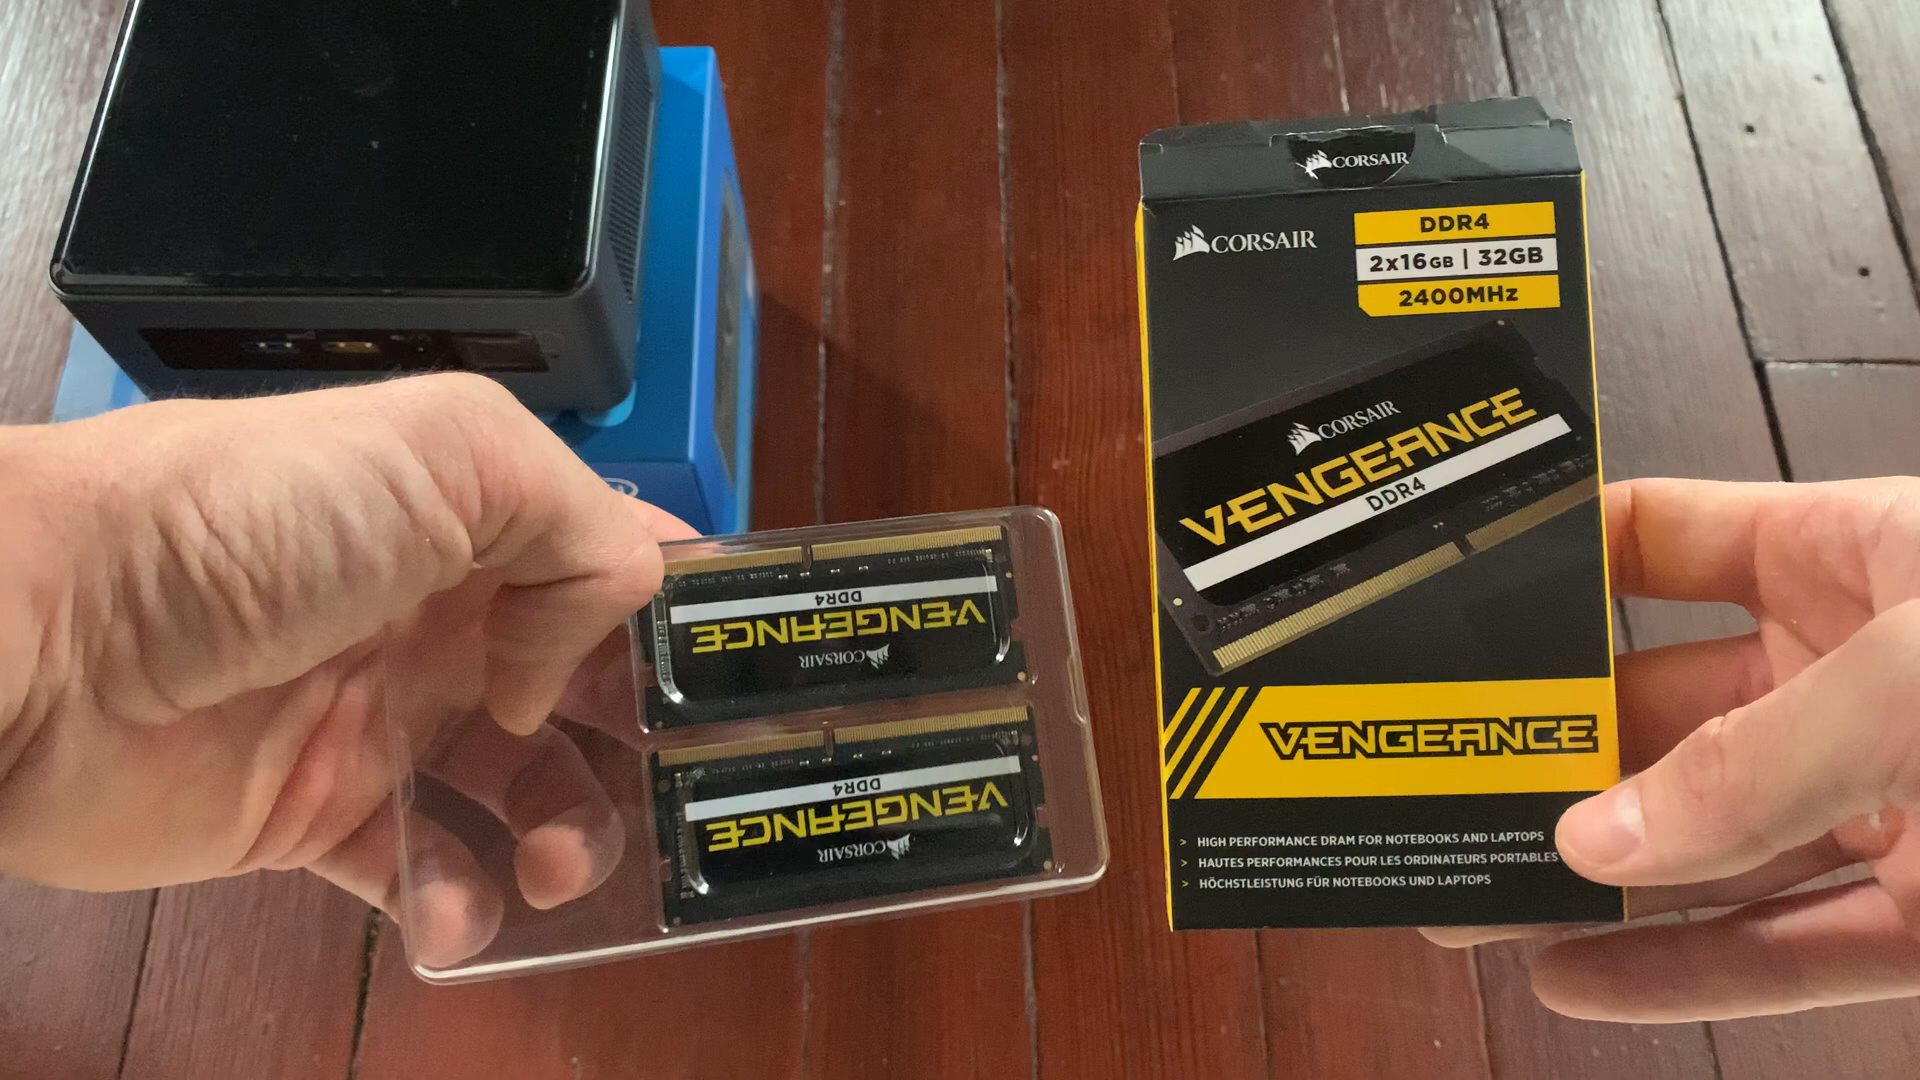 CORSAIR
CORSAIR
DDR4
2x16GB | 32GB
2400MHz
CORSAIR
VENGEANCE
DDR4
VENGEANCE
> HIGH PERFORMANCE DRAM FOR NOTEBOOKS AND LAPTOPS
> HAUTES PERFORMANCES POUR LES ORDINATEURS PORTABLES
> HÖCHSTLEISTUNG FÜR NOTEBOOKS UND LAPTOPS
CORSAIR
VENGEANCE
DDR4
CORSAIR
VENGEANCE
DDR4